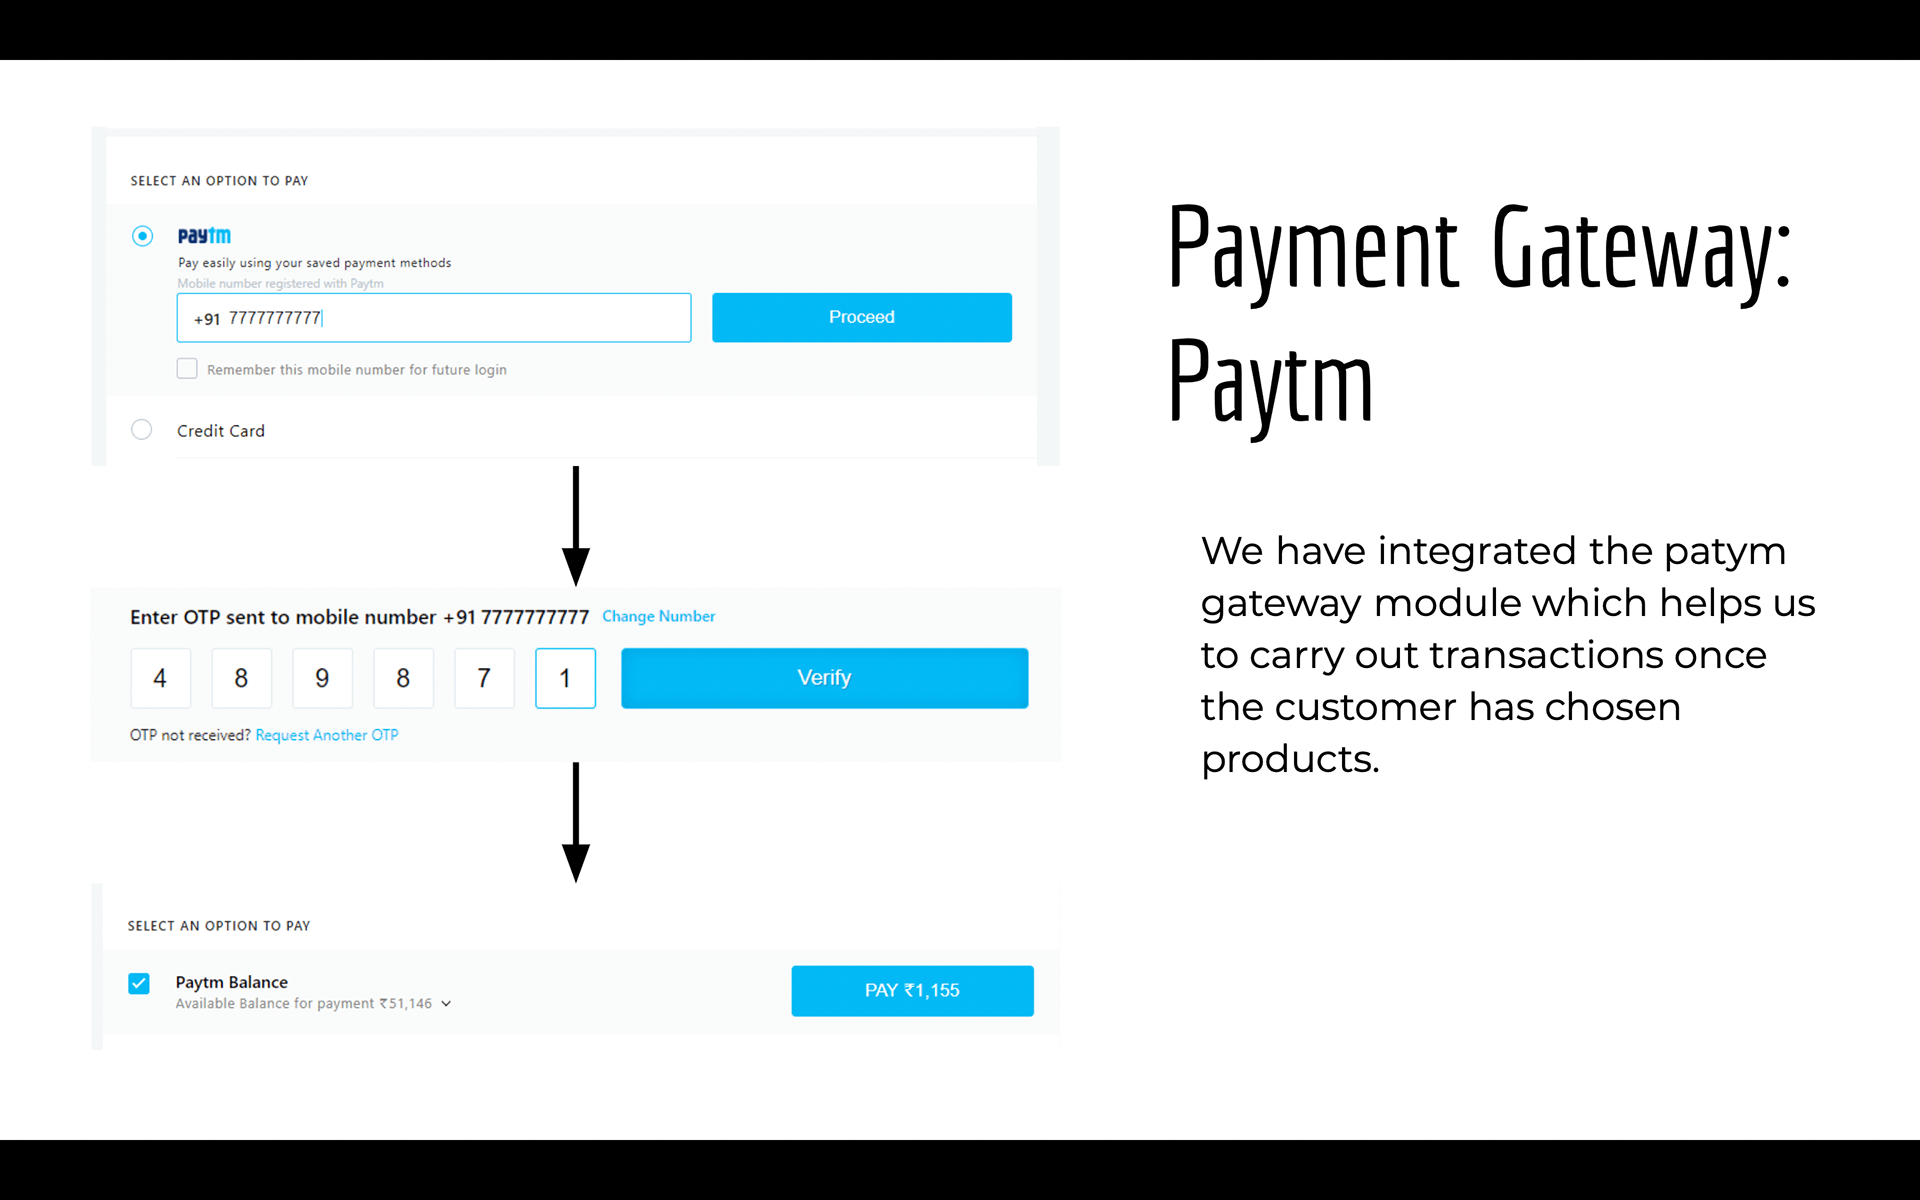 SELECT AN OPTION TO PAY
paytm
Pay easily using your saved payment methods
Mobile number registered with Paytm
+91 7777777777
Proceed
Remember this mobile number for future login
Credit Card
Enter OTP sent to mobile number +91 7777777777 Change Number
4 8 9 8 7 1
Verify
OTP not received? Request Another OTP
SELECT AN OPTION TO PAY
Paytm Balance
Available Balance for payment ₹51,146
PAY ₹1,155
Payment Gateway:
Paytm
We have integrated the patym
gateway module which helps us
to carry out transactions once
the customer has chosen
products.